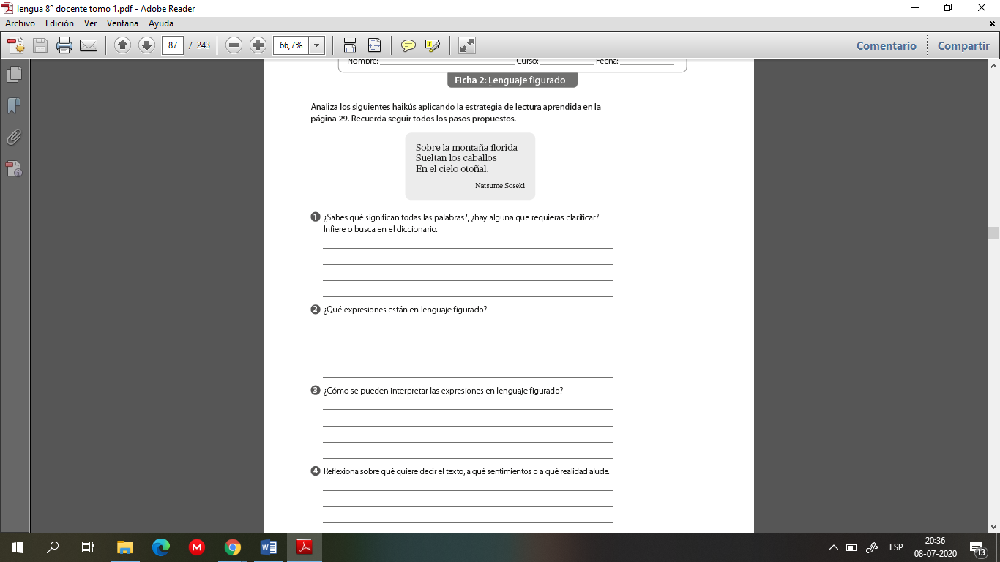 lengua 8° docente tomo 1.pdf - Adobe Reader
Archivo Edición Ver Ventana Ayuda
87 / 243 66,7% Comentario Compartir
Nombre: Curso: Fecha:
Ficha 2: Lenguaje figurado
Analiza los siguientes haikús aplicando la estrategia de lectura aprendida en la
página 29. Recuerda seguir todos los pasos propuestos.
Sobre la montaña florida
Sueltan los caballos
En el cielo otoñal.
Natsume Soseki
1 ¿Sabes qué significan todas las palabras?, ¿hay alguna que requieras clarificar?
Infiere o busca en el diccionario.
2 ¿Qué expresiones están en lenguaje figurado?
3 ¿Cómo se pueden interpretar las expresiones en lenguaje figurado?
4 Reflexiona sobre qué quiere decir el texto, a qué sentimientos o a qué realidad alude.
ESP
20:36
08-07-2020
13